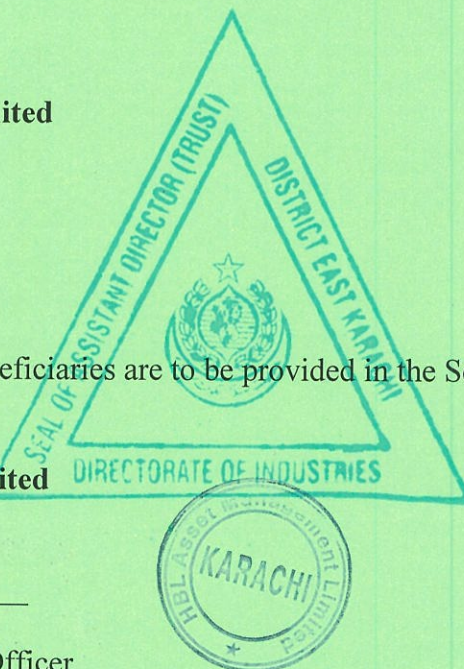 ited
SEAL OF ASSISTANT DIRECTOR (TRUST)
DISTRICT EAST KARACHI
eficiaries are to be provided in the S
ited
DIRECTORATE OF INDUSTRIES
HBL Asset Management Limited
KARACHI
Officer